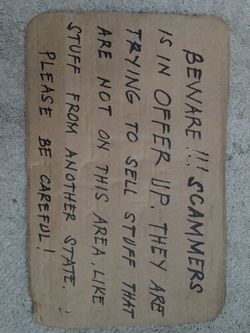 BEWARE!!! SCAMMERS
IS IN OFFER UP. THEY ARE
TRYING TO SELL STUFF THAT
ARE NOT ON THIS AREA. LIKE
STUFF FROM ANOTHER STATE..
PLEASE BE CAREFUL!